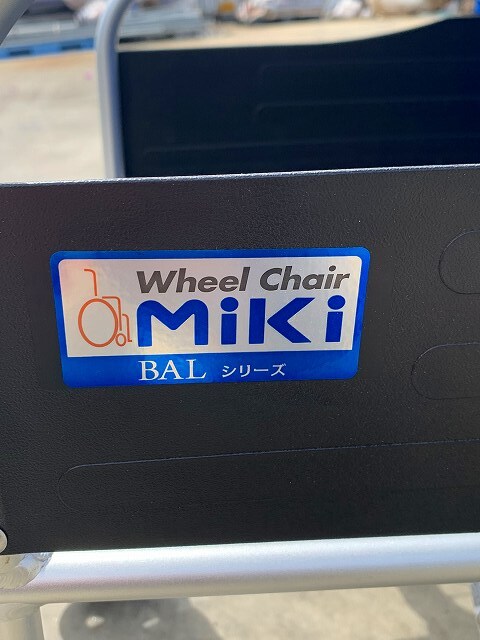 Wheel Chair
MiKi
BAL シリーズ